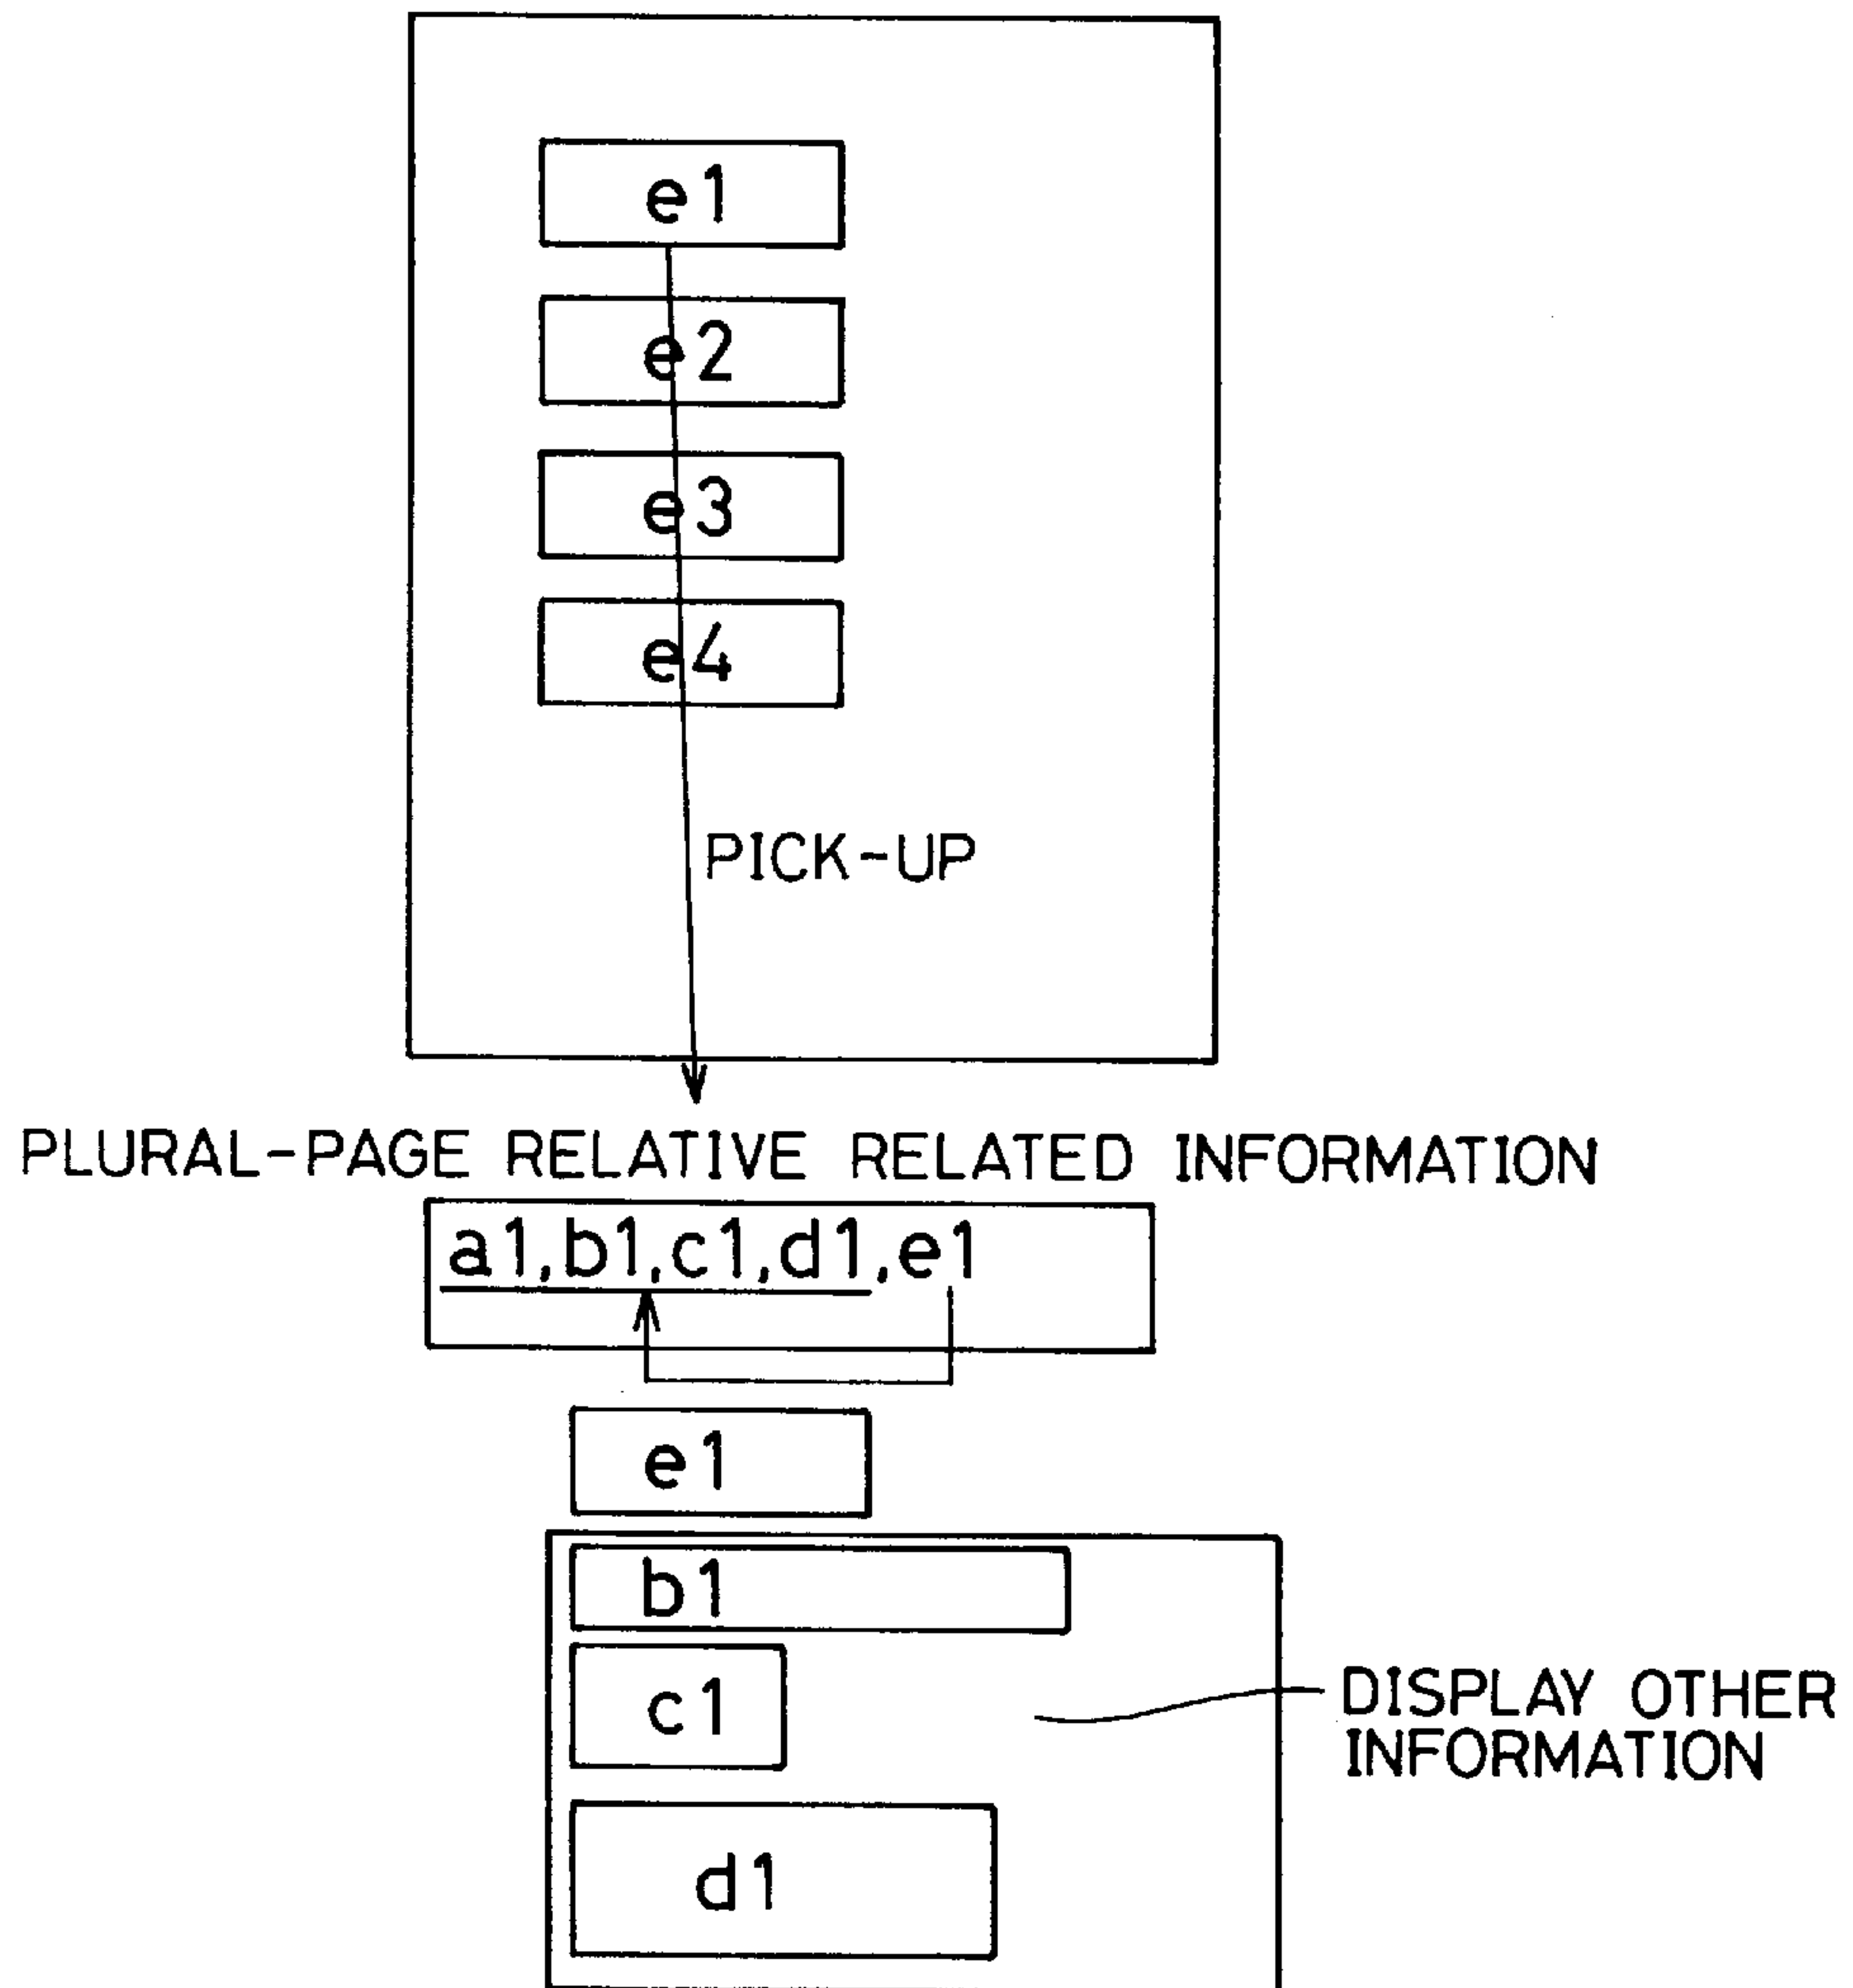 e1
e2
e3
e4
PICK-UP
PLURAL-PAGE RELATIVE RELATED INFORMATION
a1,b1,c1,d1,e1
e1
b1
c1
DISPLAY OTHER
INFORMATION
d1